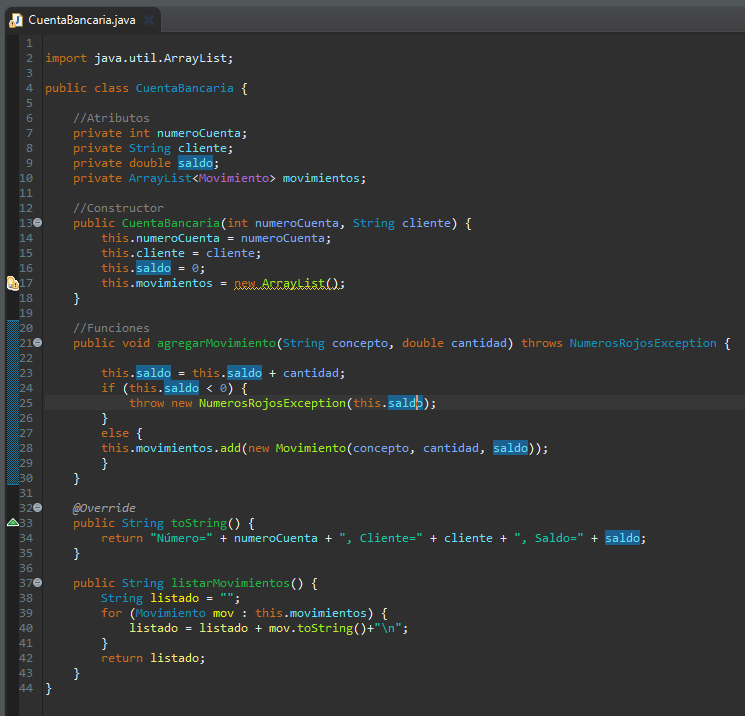 CuentaBancaria.java
1
2 import java.util.ArrayList;
3
4 public class CuentaBancaria {
5
6 //Atributos
7 private int numeroCuenta;
8 private String cliente;
9 private double saldo;
10 private ArrayList<Movimiento> movimientos;
11
12 //Constructor
13 public CuentaBancaria(int numeroCuenta, String cliente) {
14 this.numeroCuenta = numeroCuenta;
15 this.cliente = cliente;
16 this.saldo = 0;
17 this.movimientos = new ArrayList();
18 }
19
20 //Funciones
21 public void agregarMovimiento(String concepto, double cantidad) throws NumerosRojosException {
22
23 this.saldo = this.saldo + cantidad;
24 if (this.saldo < 0) {
25 throw new NumerosRojosException(this.saldo);
26 }
27 else {
28 this.movimientos.add(new Movimiento(concepto, cantidad, saldo));
29 }
30 }
31
32 @Override
33 public String toString() {
34 return "Número=" + numeroCuenta + ", Cliente=" + cliente + ", Saldo=" + saldo;
35 }
36
37 public String listarMovimientos() {
38 String listado = "";
39 for (Movimiento mov : this.movimientos) {
40 listado = listado + mov.toString()+"\n";
41 }
42 return listado;
43 }
44 }